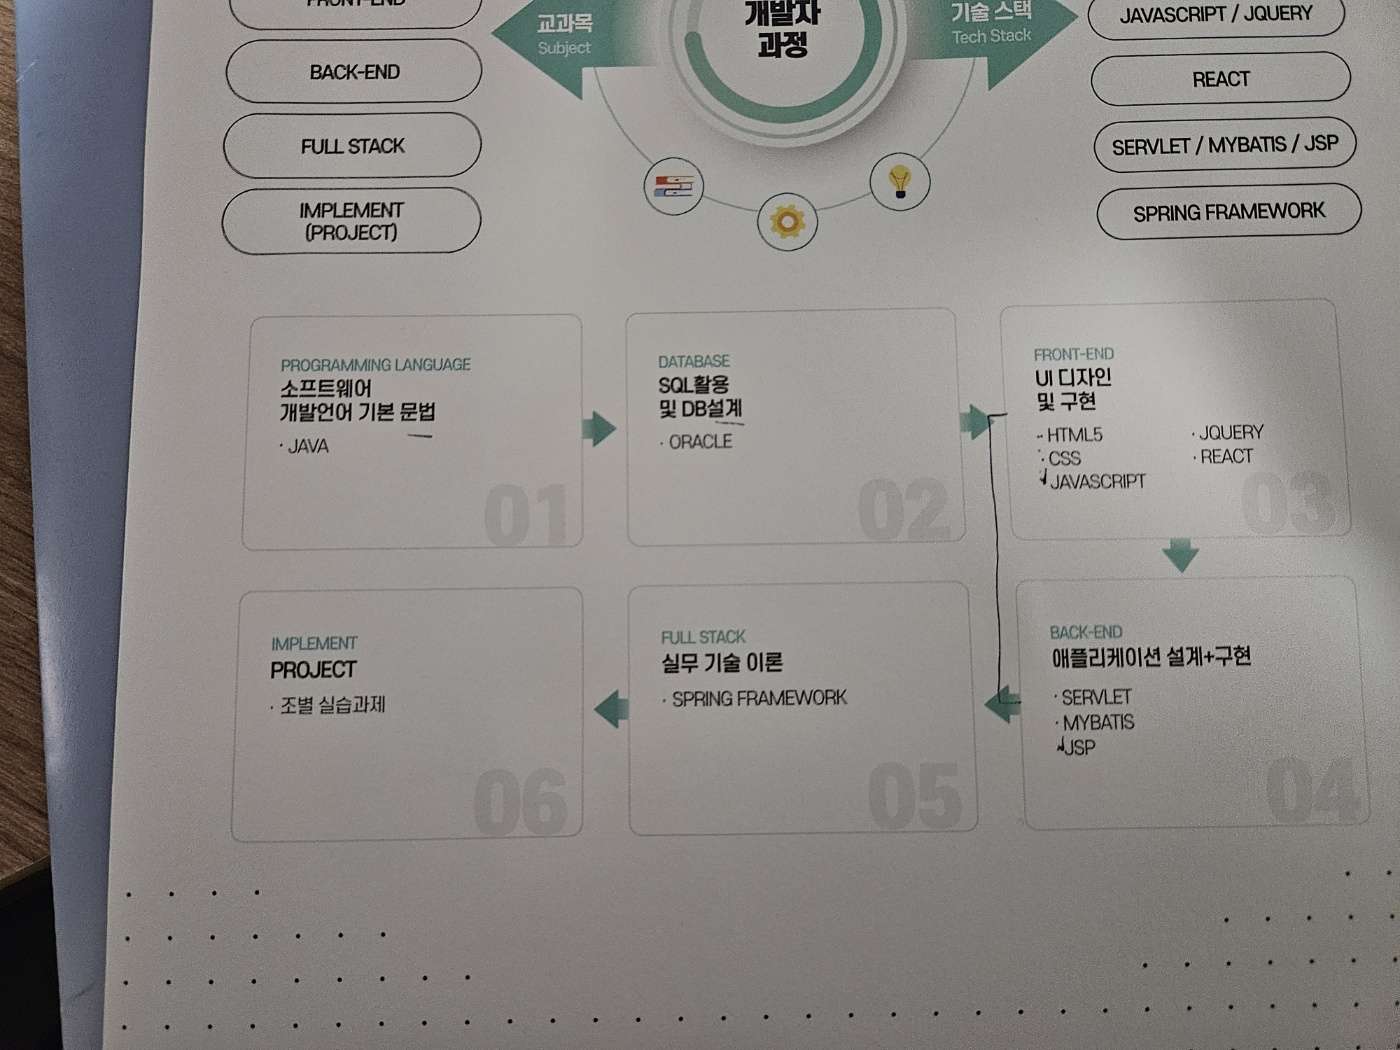 FRONT-END
BACK-END
FULL STACK
IMPLEMENT
(PROJECT)
교과목
Subject
개발자
과정
기술 스택
Tech Stack
JAVASCRIPT / JQUERY
REACT
SERVLET / MYBATIS / JSP
SPRING FRAMEWORK
PROGRAMMING LANGUAGE
소프트웨어
개발언어 기본 문법
· JAVA
01
DATABASE
SQL활용
및 DB설계
· ORACLE
02
FRONT-END
UI 디자인
및 구현
· HTML5
· CSS
JAVASCRIPT
· JQUERY
· REACT
03
BACK-END
애플리케이션 설계+구현
· SERVLET
· MYBATIS
JSP
04
FULL STACK
실무 기술 이론
· SPRING FRAMEWORK
05
IMPLEMENT
PROJECT
· 조별 실습과제
06